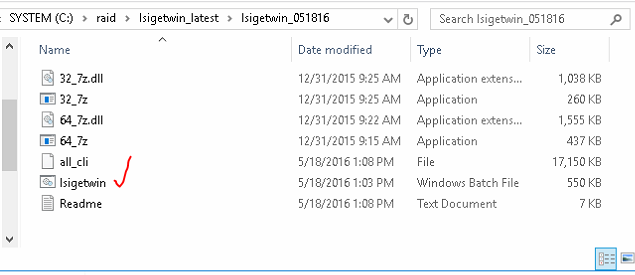 SYSTEM (C:) > raid > lsigetwin_latest > lsigetwin_051816
Search lsigetwin_051816
Name Date modified Type Size
32_7z.dll 12/31/2015 9:25 AM Application extens... 1,038 KB
32_7z 12/31/2015 9:25 AM Application 260 KB
64_7z.dll 12/31/2015 9:22 AM Application extens... 1,555 KB
64_7z 12/31/2015 9:15 AM Application 437 KB
all_cli 5/18/2016 1:08 PM File 17,150 KB
lsigetwin 5/18/2016 1:03 PM Windows Batch File 550 KB
Readme 5/18/2016 1:08 PM Text Document 7 KB